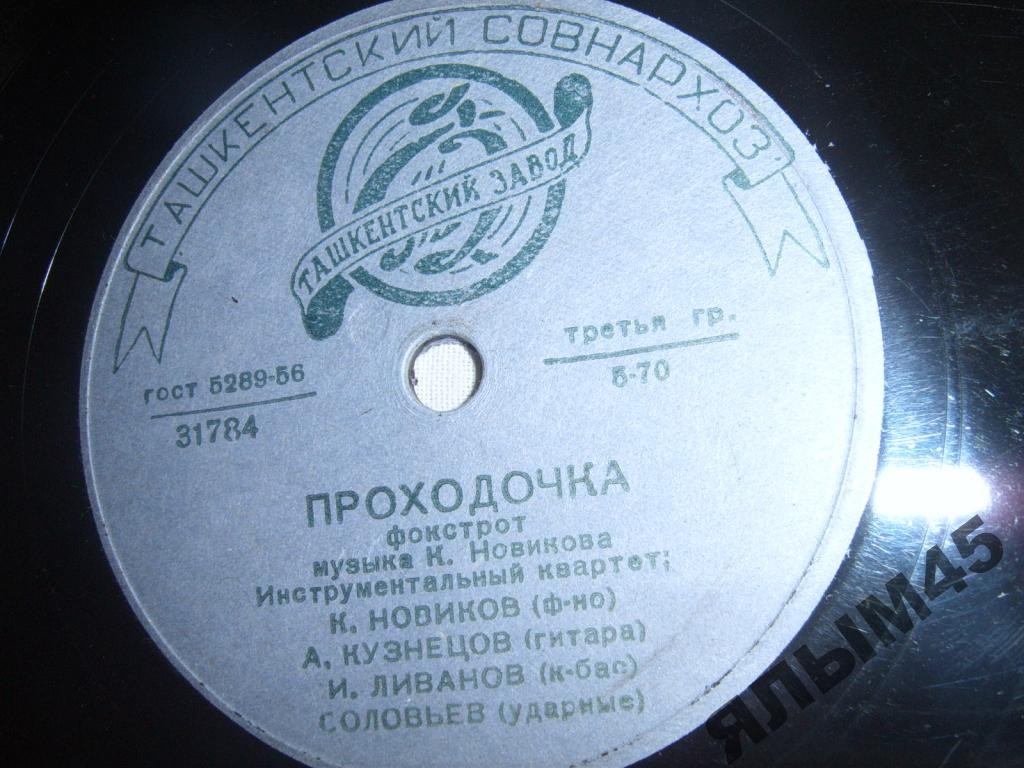 ТАШКЕНТСКИЙ СОВНАРХОЗ
ТАШКЕНТСКИЙ ЗАВОД
третья гр.
5-70
гост 5289-56
31784
ПРОХОДОЧКА
фокстрот
музыка К. Новикова
Инструментальный квартет;
К. НОВИКОВ (ф-но)
А. КУЗНЕЦОВ (гитара)
И. ЛИВАНОВ (к-бас)
СОЛОВЬЕВ (ударные)
ЯЛЫМ45